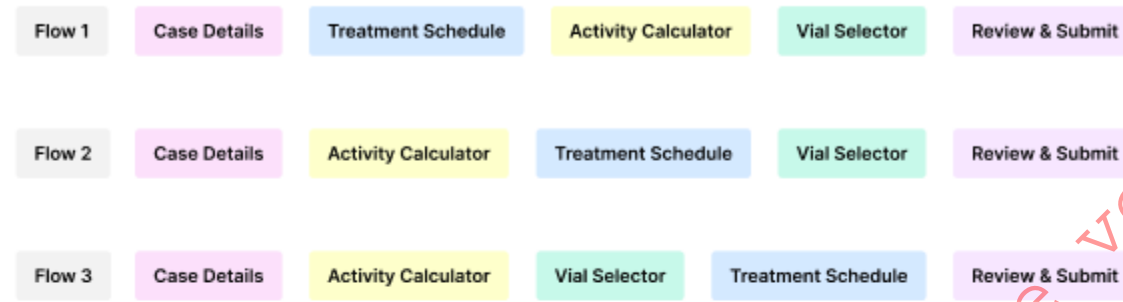 Flow 1 Case Details Treatment Schedule Activity Calculator Vial Selector Review & Submit
Flow 2 Case Details Activity Calculator Treatment Schedule Vial Selector Review & Submit
Flow 3 Case Details Activity Calculator Vial Selector Treatment Schedule Review & Submit